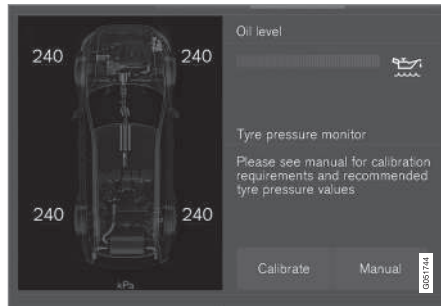 240
240
240
240
kPa
Oil level
Tyre pressure monitor
Please see manual for calibration
requirements and recommended
tyre pressure values
Calibrate
Manual
G051744